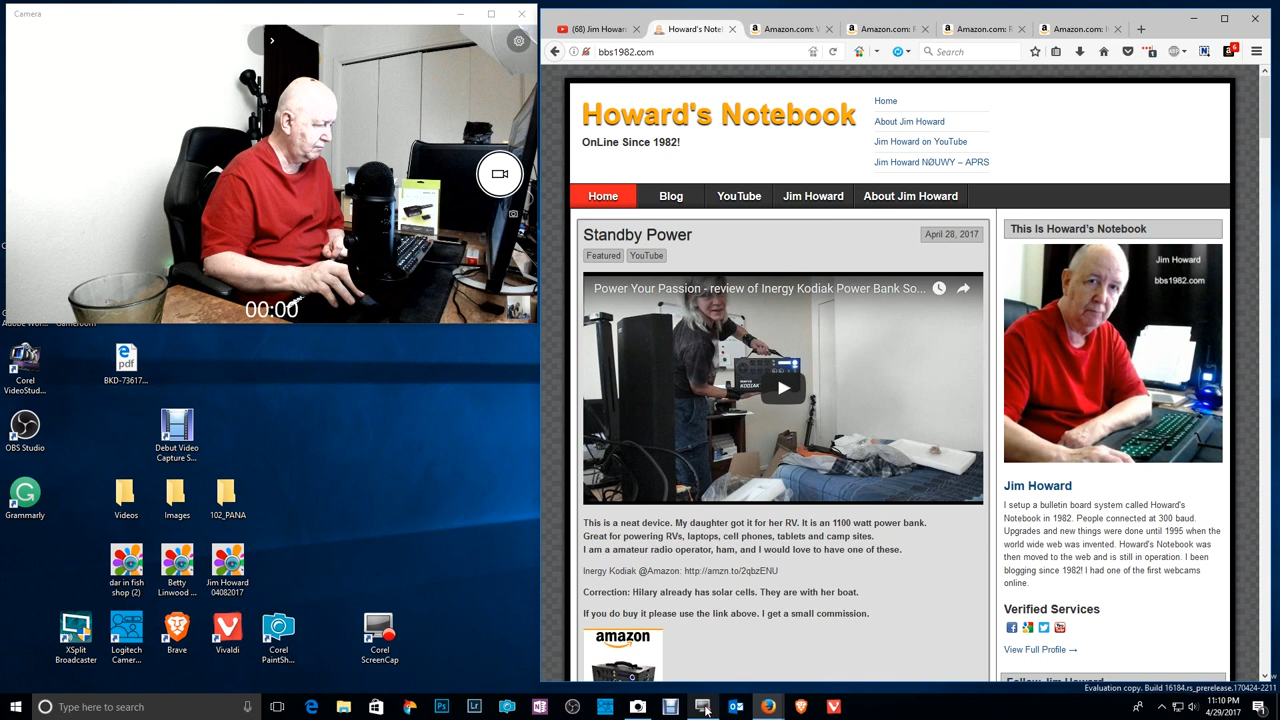 Camera
00:00
Corel
VideoStud...
BKD-73617...
OBS Studio
Debut Video
Capture S...
Grammarly
Videos
Images
102_PANA
dar in fish
shop (2)
Betty
Linwood ...
Jim Howard
04082017
XSplit
Broadcaster
Logitech
Camer...
Brave
Vivaldi
Corel
PaintSh...
Corel
ScreenCap
(68) Jim Howar
Howard's Note
Amazon.com: V
Amazon.com: R
Amazon.com: R
Amazon.com: I
bbs1982.com
Search
Howard's Notebook
OnLine Since 1982!
Home
About Jim Howard
Jim Howard on YouTube
Jim Howard NØUWY – APRS
Home
Blog
YouTube
Jim Howard
About Jim Howard
Standby Power
April 28, 2017
Featured
YouTube
Power Your Passion - review of Inergy Kodiak Power Bank So...
KODIAK
This is a neat device. My daughter got it for her RV. It is an 1100 watt power bank.
Great for powering RVs, laptops, cell phones, tablets and camp sites.
I am a amateur radio operator, ham, and I would love to have one of these.
Inergy Kodiak @Amazon: http://amzn.to/2qbzENU
Correction: Hilary already has solar cells. They are with her boat.
If you do buy it please use the link above. I get a small commission.
amazon
This Is Howard's Notebook
Jim Howard
bbs1982.com
Jim Howard
I setup a bulletin board system called Howard's
Notebook in 1982. People connected at 300 baud.
Upgrades and new things were done until 1995 when the
world wide web was invented. Howard's Notebook was
then moved to the web and is still in operation. I been
blogging since 1982! I had one of the first webcams
online.
Verified Services
View Full Profile →
Follow Jim Howard
Evaluation copy. Build 16184.rs_prerelease.170424-2211
Type here to search
11:10 PM
4/29/2017